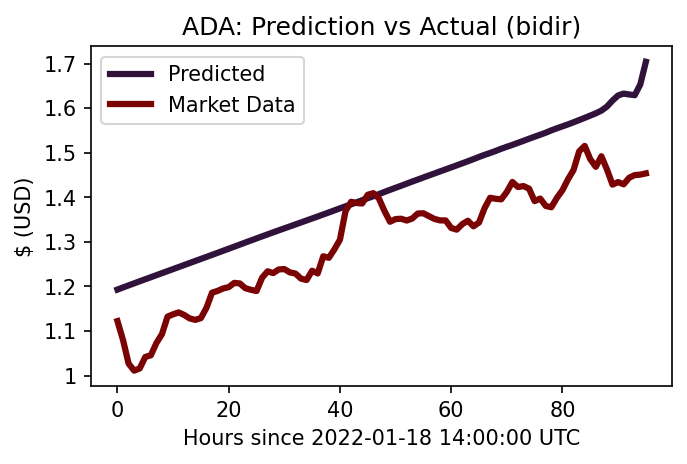 ADA: Prediction vs Actual (bidir)
Predicted
Market Data
$ (USD)
1.7
1.6
1.5
1.4
1.3
1.2
1.1
1
0 20 40 60 80
Hours since 2022-01-18 14:00:00 UTC